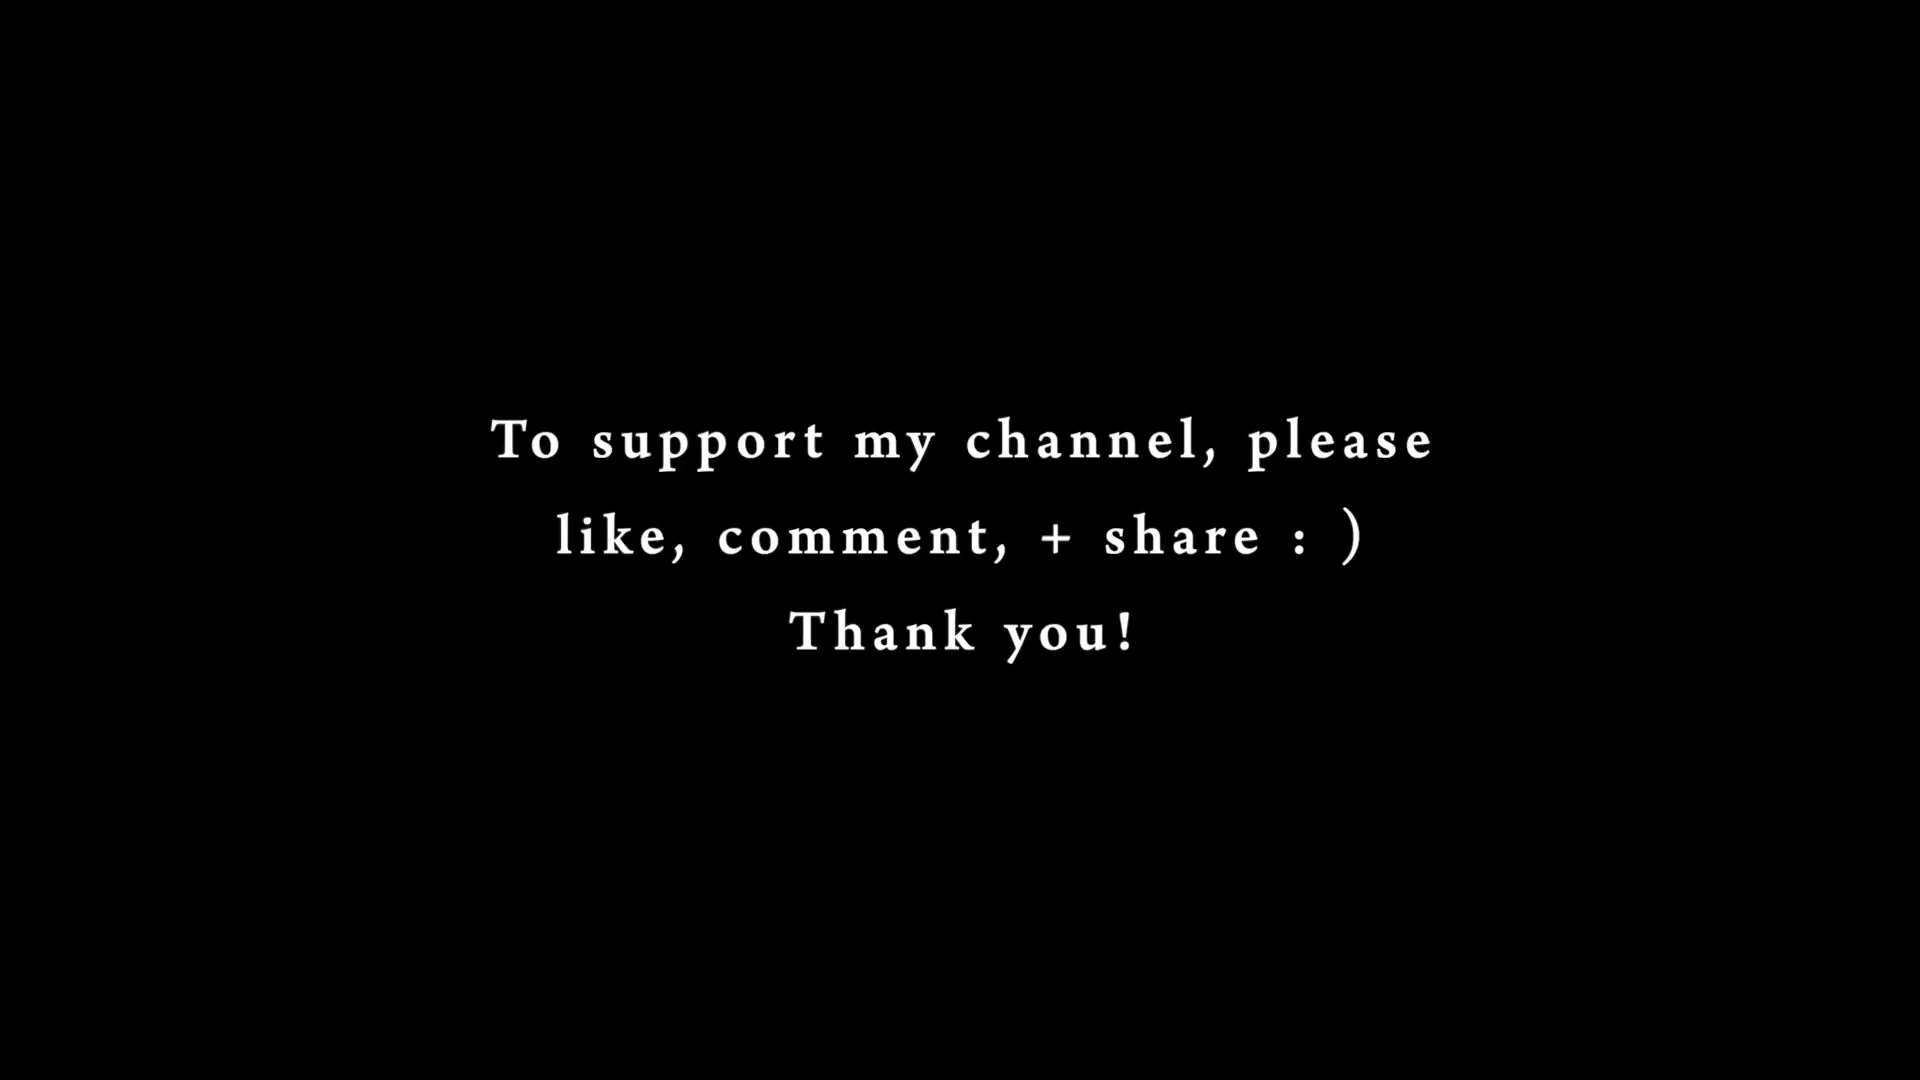 To support my channel, please
like, comment, + share : )
Thank you!